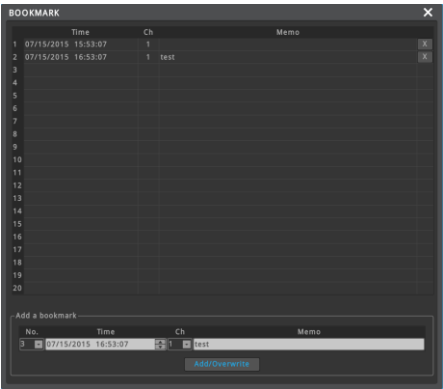 BOOKMARK X
Time Ch Memo
1 07/15/2015 15:53:07 1 X
2 07/15/2015 16:53:07 1 test X
3
4
5
6
7
8
9
10
11
12
13
14
15
16
17
18
19
20
Add a bookmark
No. Time Ch Memo
3 07/15/2015 16:53:07 1 test
Add/Overwrite